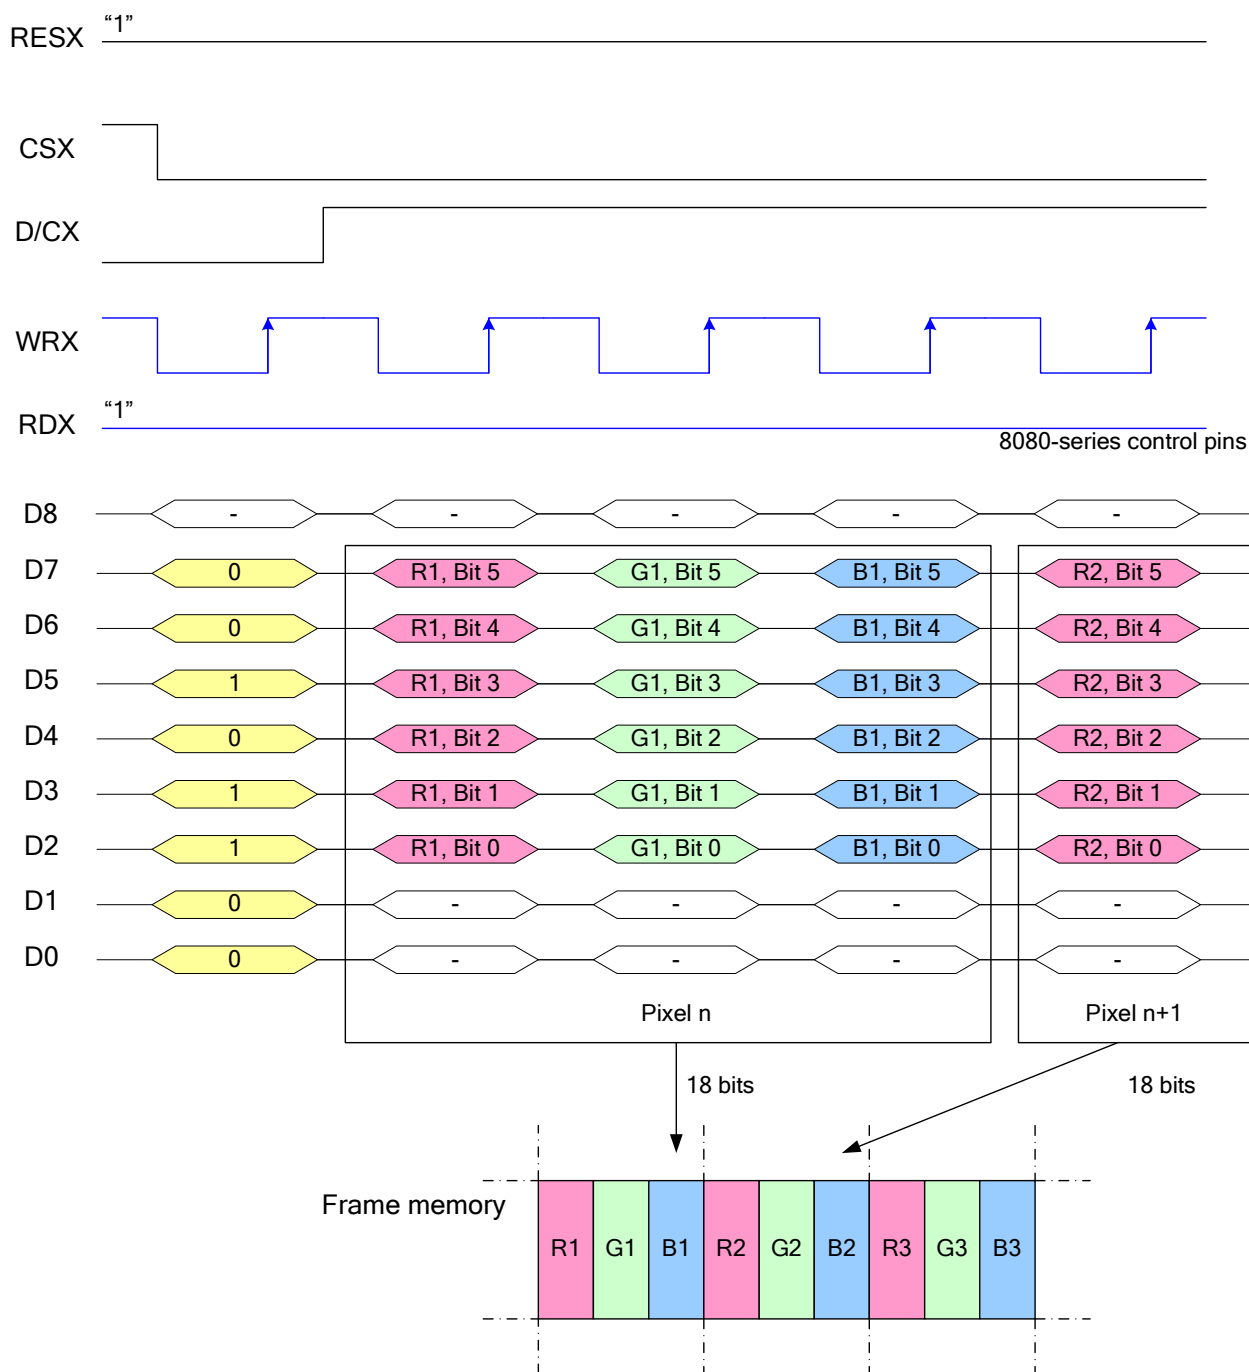 RESX “1”
CSX
D/CX
WRX
RDX “1”
8080-series control pins
D8 - - - - -
D7 0 R1, Bit 5 G1, Bit 5 B1, Bit 5 R2, Bit 5
D6 0 R1, Bit 4 G1, Bit 4 B1, Bit 4 R2, Bit 4
D5 1 R1, Bit 3 G1, Bit 3 B1, Bit 3 R2, Bit 3
D4 0 R1, Bit 2 G1, Bit 2 B1, Bit 2 R2, Bit 2
D3 1 R1, Bit 1 G1, Bit 1 B1, Bit 1 R2, Bit 1
D2 1 R1, Bit 0 G1, Bit 0 B1, Bit 0 R2, Bit 0
D1 0 - - - -
D0 0 - - - -
Pixel n Pixel n+1
18 bits 18 bits
Frame memory
R1 G1 B1 R2 G2 B2 R3 G3 B3